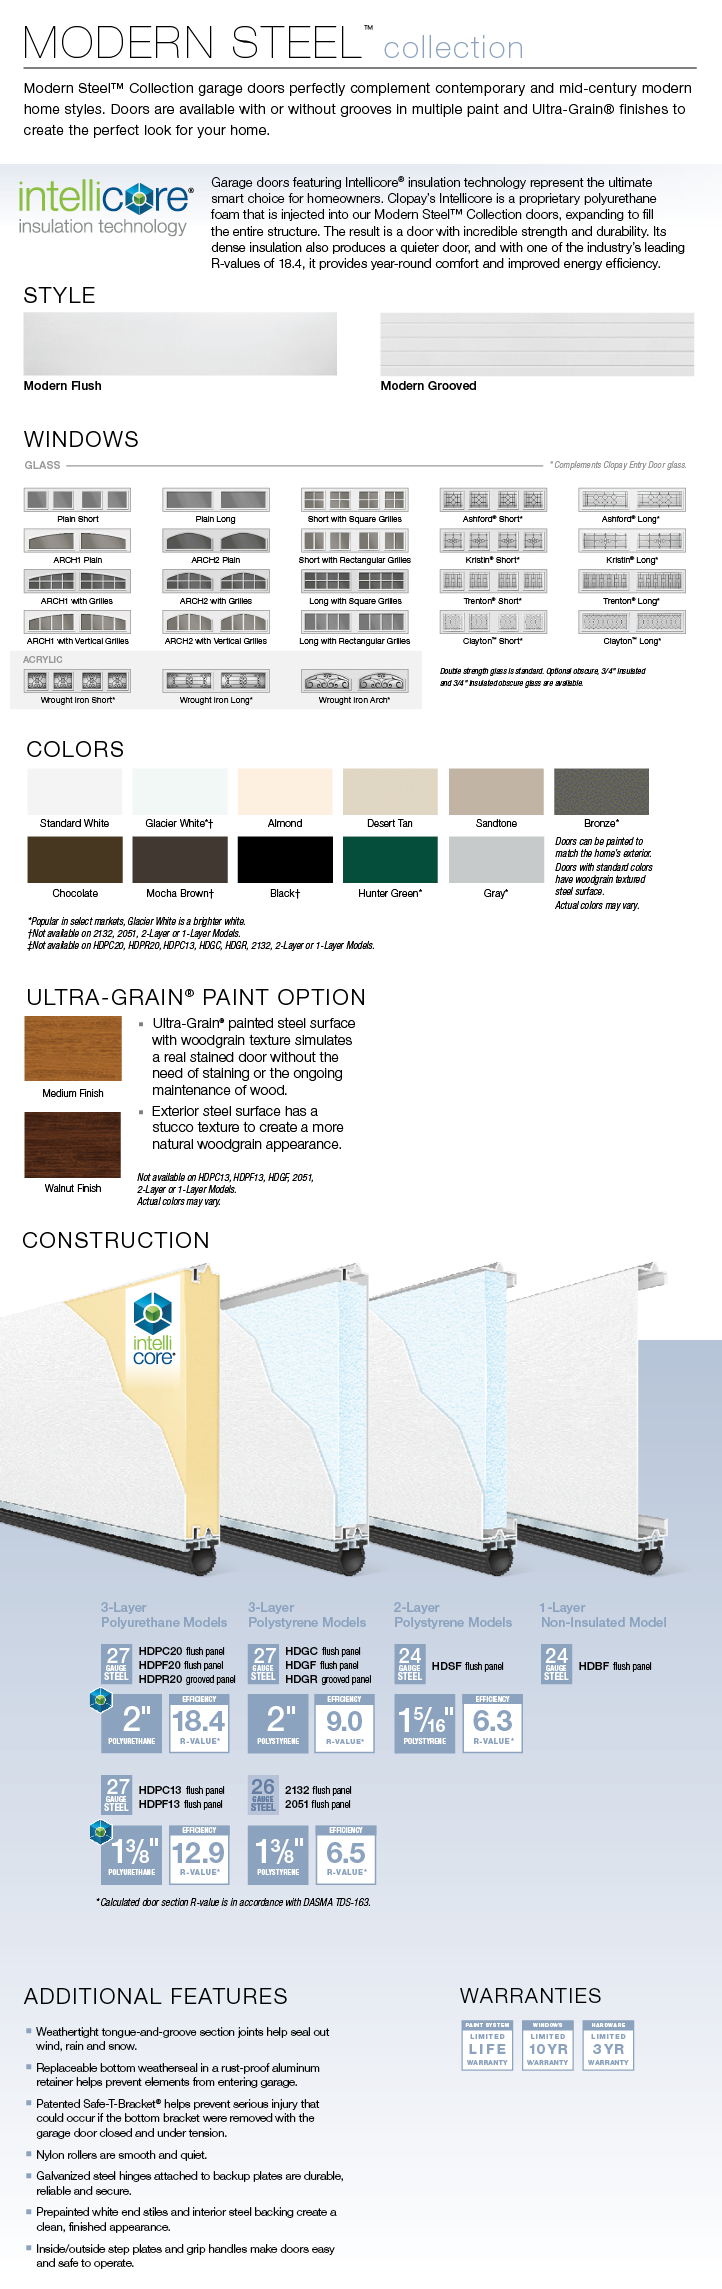 MODERN STEEL™ collection
Modern Steel™ Collection garage doors perfectly complement contemporary and mid-century modern
home styles. Doors are available with or without grooves in multiple paint and Ultra-Grain® finishes to
create the perfect look for your home.
intellicore®
insulation technology
Garage doors featuring Intellicore® insulation technology represent the ultimate
smart choice for homeowners. Clopay's Intellicore is a proprietary polyurethane
foam that is injected into our Modern Steel™ Collection doors, expanding to fill
the entire structure. The result is a door with incredible strength and durability. Its
dense insulation also produces a quieter door, and with one of the industry's leading
R-values of 18.4, it provides year-round comfort and improved energy efficiency.
STYLE
Modern Flush
Modern Grooved
WINDOWS
GLASS
*Complements Clopay Entry Door glass.
Plain Short
Plain Long
Short with Square Grilles
Ashford® Short*
Ashford® Long*
ARCH1 Plain
ARCH2 Plain
Short with Rectangular Grilles
Kristin® Short*
Kristin® Long*
ARCH1 with Grilles
ARCH2 with Grilles
Long with Square Grilles
Trenton® Short*
Trenton® Long*
ARCH1 with Vertical Grilles
ARCH2 with Vertical Grilles
Long with Rectangular Grilles
Clayton™ Short*
Clayton™ Long*
ACRYLIC
Wrought Iron Short*
Wrought Iron Long*
Wrought Iron Arch*
Double strength glass is standard. Optional obscure, 3/4" insulated
and 3/4" insulated obscure glass are available.
COLORS
Standard White
Glacier White*†
Almond
Desert Tan
Sandtone
Bronze*
Chocolate
Mocha Brown†
Black†
Hunter Green*
Gray*
Doors can be painted to
match the home's exterior.
Doors with standard colors
have woodgrain textured
steel surface.
Actual colors may vary.
*Popular in select markets, Glacier White is a brighter white.
†Not available on 2132, 2051, 2-Layer or 1-Layer Models.
‡Not available on HDPC20, HDPR20, HDPC13, HDGC, HDGR, 2132, 2-Layer or 1-Layer Models.
ULTRA-GRAIN® PAINT OPTION
Medium Finish
Walnut Finish
▪ Ultra-Grain® painted steel surface
with woodgrain texture simulates
a real stained door without the
need of staining or the ongoing
maintenance of wood.
▪ Exterior steel surface has a
stucco texture to create a more
natural woodgrain appearance.
Not available on HDPC13, HDPF13, HDGF, 2051,
2-Layer or 1-Layer Models.
Actual colors may vary.
CONSTRUCTION
intelli
core®
3-Layer
Polyurethane Models
27
GAUGE
STEEL
HDPC20 flush panel
HDPF20 flush panel
HDPR20 grooved panel
2"
POLYURETHANE
EFFICIENCY
18.4
R-VALUE*
27
GAUGE
STEEL
HDPC13 flush panel
HDPF13 flush panel
1 3/8"
POLYURETHANE
EFFICIENCY
12.9
R-VALUE*
3-Layer
Polystyrene Models
27
GAUGE
STEEL
HDGC flush panel
HDGF flush panel
HDGR grooved panel
2"
POLYSTYRENE
EFFICIENCY
9.0
R-VALUE*
26
GAUGE
STEEL
2132 flush panel
2051 flush panel
1 3/8"
POLYSTYRENE
EFFICIENCY
6.5
R-VALUE*
2-Layer
Polystyrene Models
24
GAUGE
STEEL
HDSF flush panel
1 5/16"
POLYSTYRENE
EFFICIENCY
6.3
R-VALUE*
1-Layer
Non-Insulated Model
24
GAUGE
STEEL
HDBF flush panel
*Calculated door section R-value is in accordance with DASMA TDS-163.
ADDITIONAL FEATURES
▪ Weathertight tongue-and-groove section joints help seal out
wind, rain and snow.
▪ Replaceable bottom weatherseal in a rust-proof aluminum
retainer helps prevent elements from entering garage.
▪ Patented Safe-T-Bracket® helps prevent serious injury that
could occur if the bottom bracket were removed with the
garage door closed and under tension.
▪ Nylon rollers are smooth and quiet.
▪ Galvanized steel hinges attached to backup plates are durable,
reliable and secure.
▪ Prepainted white end stiles and interior steel backing create a
clean, finished appearance.
▪ Inside/outside step plates and grip handles make doors easy
and safe to operate.
WARRANTIES
PAINT SYSTEM
LIMITED
LIFE
WARRANTY
WINDOWS
LIMITED
10YR
WARRANTY
HARDWARE
LIMITED
3YR
WARRANTY